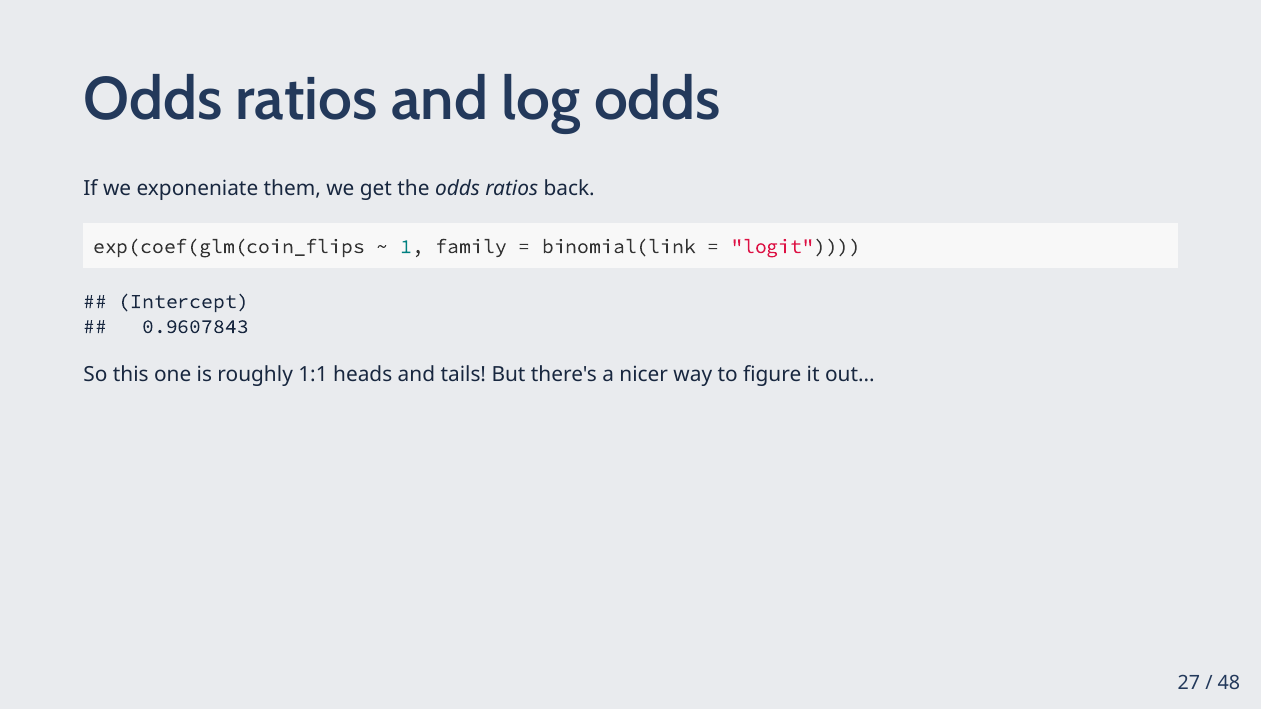 Odds ratios and log odds
If we exponeniate them, we get the odds ratios back.
exp(coef(glm(coin_flips ~ 1, family = binomial(link = "logit"))))
## (Intercept)
##   0.9607843
So this one is roughly 1:1 heads and tails! But there's a nicer way to figure it out...
27 / 48